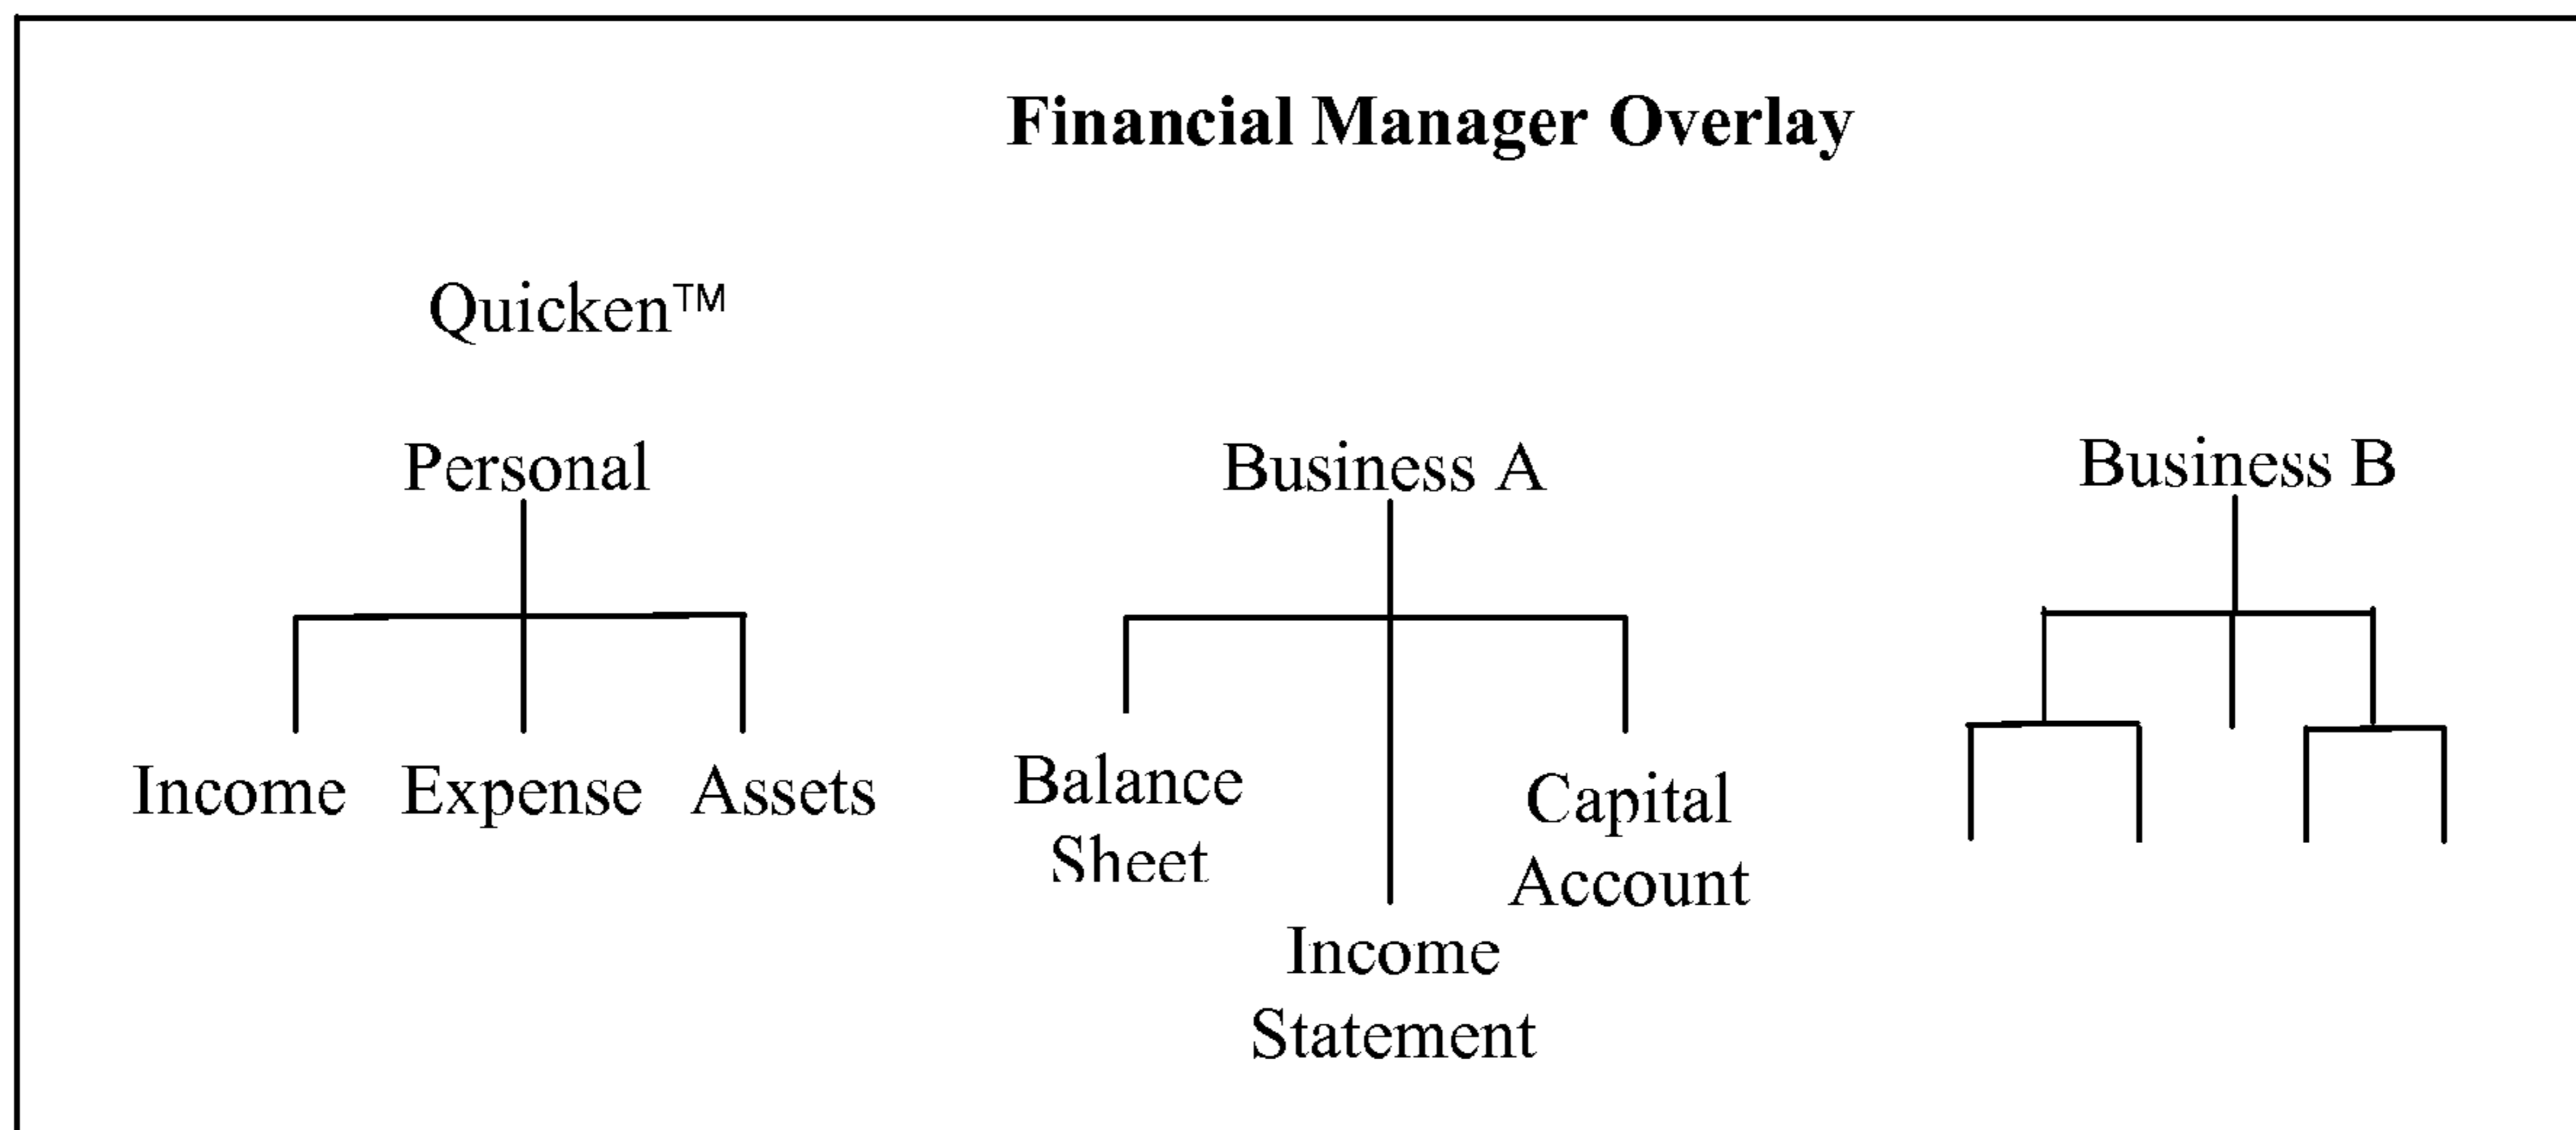 Financial Manager Overlay
Quicken™
Personal
Business A
Business B
Income
Expense
Assets
Balance
Sheet
Income
Statement
Capital
Account